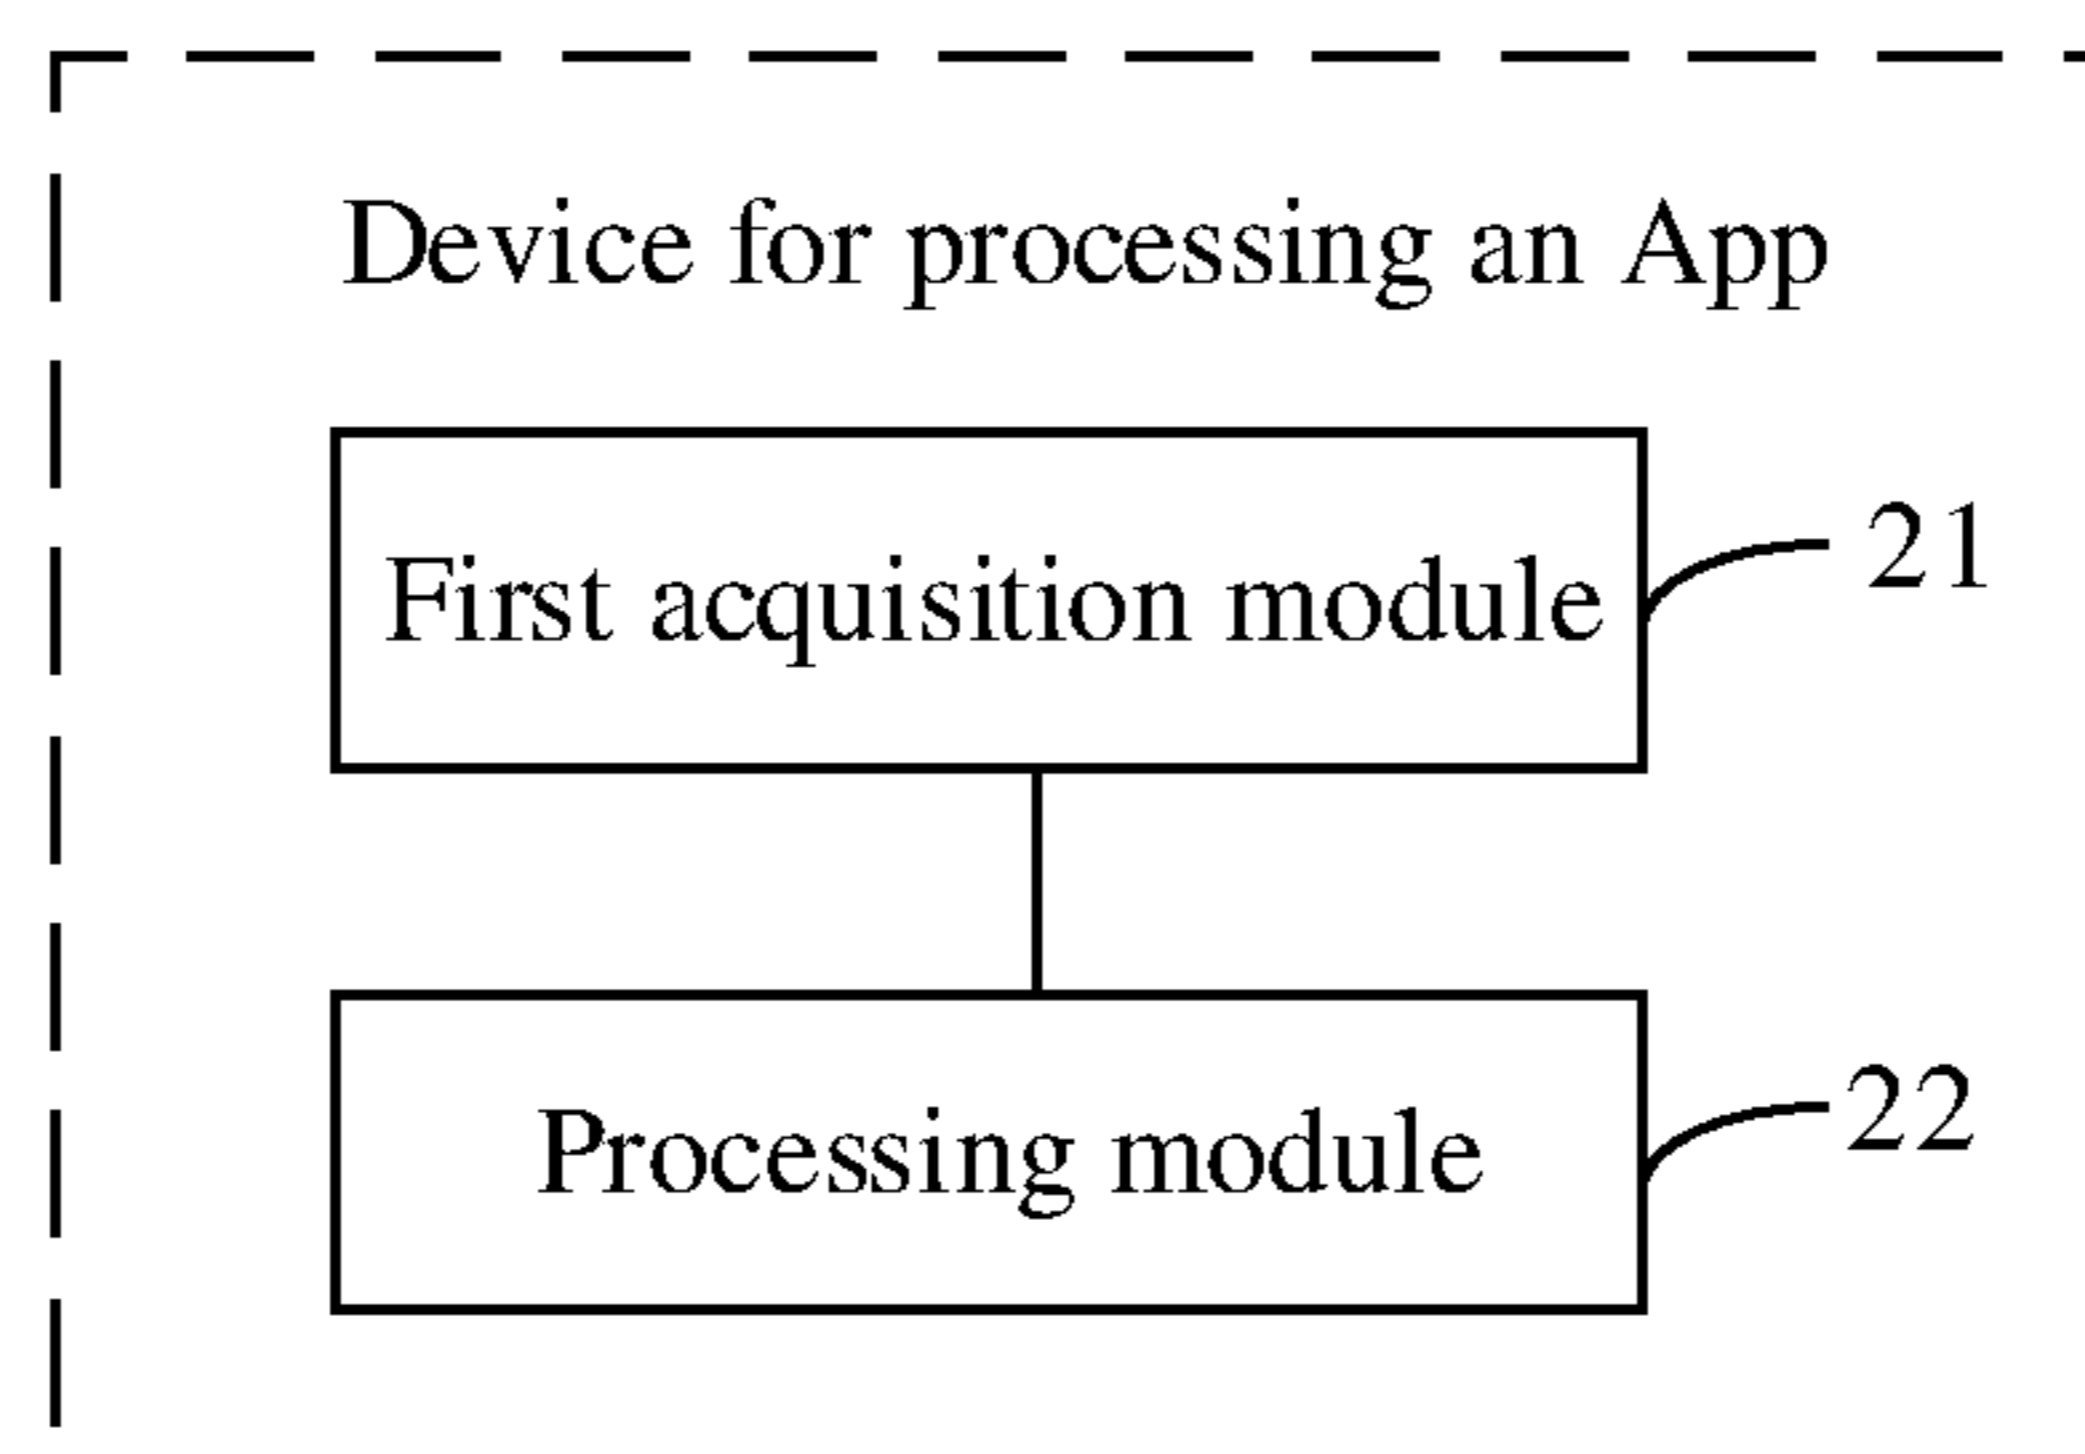 Device for processing an App
First acquisition module
21
Processing module
22